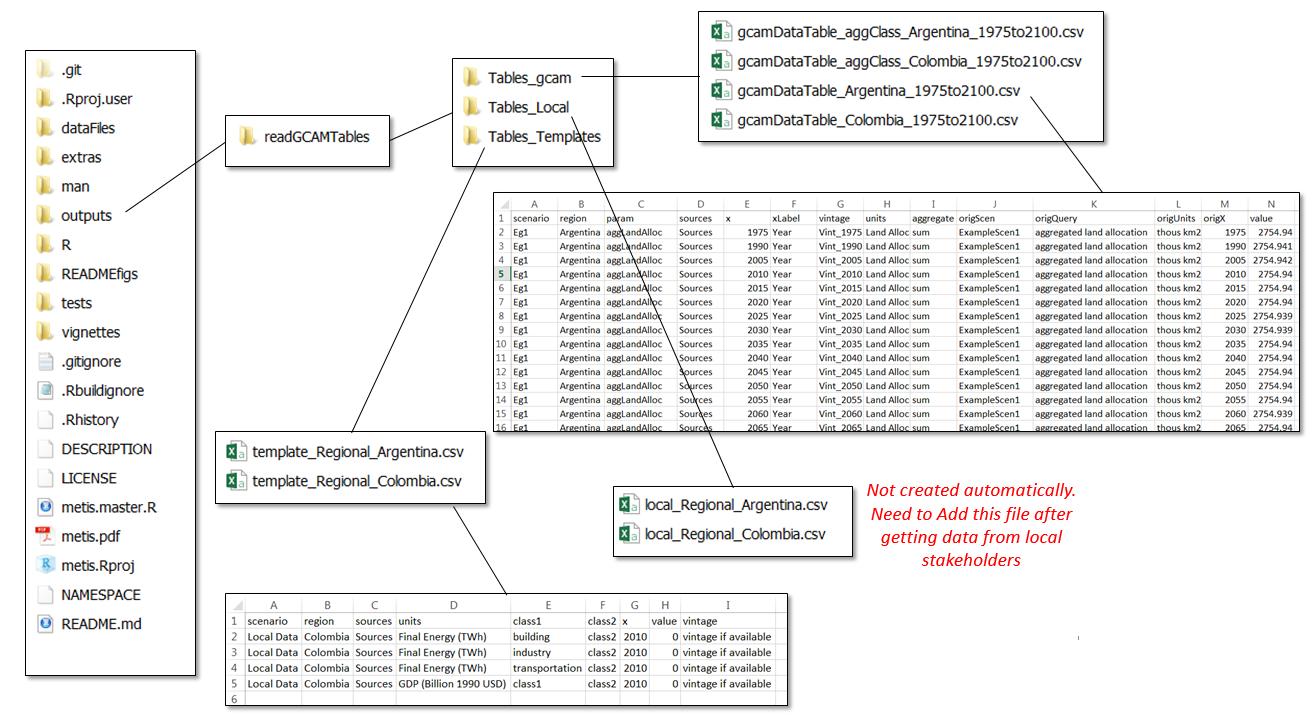 .git
.Rproj.user
dataFiles
extras
man
outputs
R
READMEfigs
tests
vignettes
.gitignore
.Rbuildignore
.Rhistory
DESCRIPTION
LICENSE
metis.master.R
metis.pdf
metis.Rproj
NAMESPACE
README.md
readGCAMTables
Tables_gcam
Tables_Local
Tables_Templates
gcamDataTable_aggClass_Argentina_1975to2100.csv
gcamDataTable_aggClass_Colombia_1975to2100.csv
gcamDataTable_Argentina_1975to2100.csv
gcamDataTable_Colombia_1975to2100.csv
A B C D E F G H I J K L M N
1 scenario region param sources x xLabel vintage units aggregate origScen origQuery origUnits origX value
2 Eg1 Argentina aggLandAlloc Sources 1975 Year Vint_1975 Land Alloc sum ExampleScen1 aggregated land allocation thous km2 1975 2754.94
3 Eg1 Argentina aggLandAlloc Sources 1990 Year Vint_1990 Land Alloc sum ExampleScen1 aggregated land allocation thous km2 1990 2754.941
4 Eg1 Argentina aggLandAlloc Sources 2005 Year Vint_2005 Land Alloc sum ExampleScen1 aggregated land allocation thous km2 2005 2754.942
5 Eg1 Argentina aggLandAlloc Sources 2010 Year Vint_2010 Land Alloc sum ExampleScen1 aggregated land allocation thous km2 2010 2754.94
6 Eg1 Argentina aggLandAlloc Sources 2015 Year Vint_2015 Land Alloc sum ExampleScen1 aggregated land allocation thous km2 2015 2754.94
7 Eg1 Argentina aggLandAlloc Sources 2020 Year Vint_2020 Land Alloc sum ExampleScen1 aggregated land allocation thous km2 2020 2754.94
8 Eg1 Argentina aggLandAlloc Sources 2025 Year Vint_2025 Land Alloc sum ExampleScen1 aggregated land allocation thous km2 2025 2754.939
9 Eg1 Argentina aggLandAlloc Sources 2030 Year Vint_2030 Land Alloc sum ExampleScen1 aggregated land allocation thous km2 2030 2754.939
10 Eg1 Argentina aggLandAlloc Sources 2035 Year Vint_2035 Land Alloc sum ExampleScen1 aggregated land allocation thous km2 2035 2754.94
11 Eg1 Argentina aggLandAlloc Sources 2040 Year Vint_2040 Land Alloc sum ExampleScen1 aggregated land allocation thous km2 2040 2754.94
12 Eg1 Argentina aggLandAlloc Sources 2045 Year Vint_2045 Land Alloc sum ExampleScen1 aggregated land allocation thous km2 2045 2754.94
13 Eg1 Argentina aggLandAlloc Sources 2050 Year Vint_2050 Land Alloc sum ExampleScen1 aggregated land allocation thous km2 2050 2754.94
14 Eg1 Argentina aggLandAlloc Sources 2055 Year Vint_2055 Land Alloc sum ExampleScen1 aggregated land allocation thous km2 2055 2754.94
15 Eg1 Argentina aggLandAlloc Sources 2060 Year Vint_2060 Land Alloc sum ExampleScen1 aggregated land allocation thous km2 2060 2754.939
16 Eg1 Argentina aggLandAlloc Sources 2065 Year Vint_2065 Land Alloc sum ExampleScen1 aggregated land allocation thous km2 2065 2754.94
template_Regional_Argentina.csv
template_Regional_Colombia.csv
local_Regional_Argentina.csv
local_Regional_Colombia.csv
Not created automatically.
Need to Add this file after
getting data from local
stakeholders
A B C D E F G H I
1 scenario region sources units class1 class2 x value vintage
2 Local Data Colombia Sources Final Energy (TWh) building class2 2010 0 vintage if available
3 Local Data Colombia Sources Final Energy (TWh) industry class2 2010 0 vintage if available
4 Local Data Colombia Sources Final Energy (TWh) transportation class2 2010 0 vintage if available
5 Local Data Colombia Sources GDP (Billion 1990 USD) class1 class2 2010 0 vintage if available
6